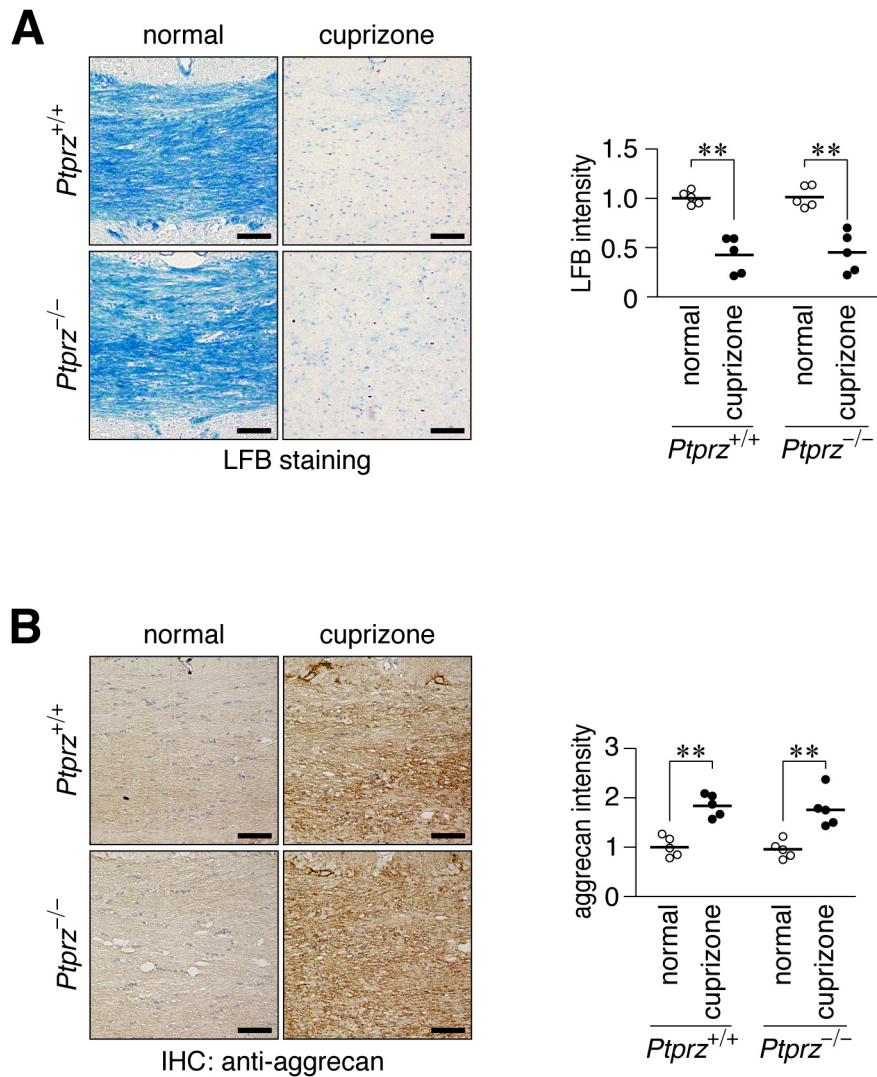 A
normal cuprizone
Ptprz+/+
Ptprz−/−
LFB staining
LFB intensity
1.5
1.0
0.5
0
** **
normal cuprizone normal cuprizone
Ptprz+/+ Ptprz−/−
B
normal cuprizone
Ptprz+/+
Ptprz−/−
IHC: anti-aggrecan
aggrecan intensity
3
2
1
0
** **
normal cuprizone normal cuprizone
Ptprz+/+ Ptprz−/−